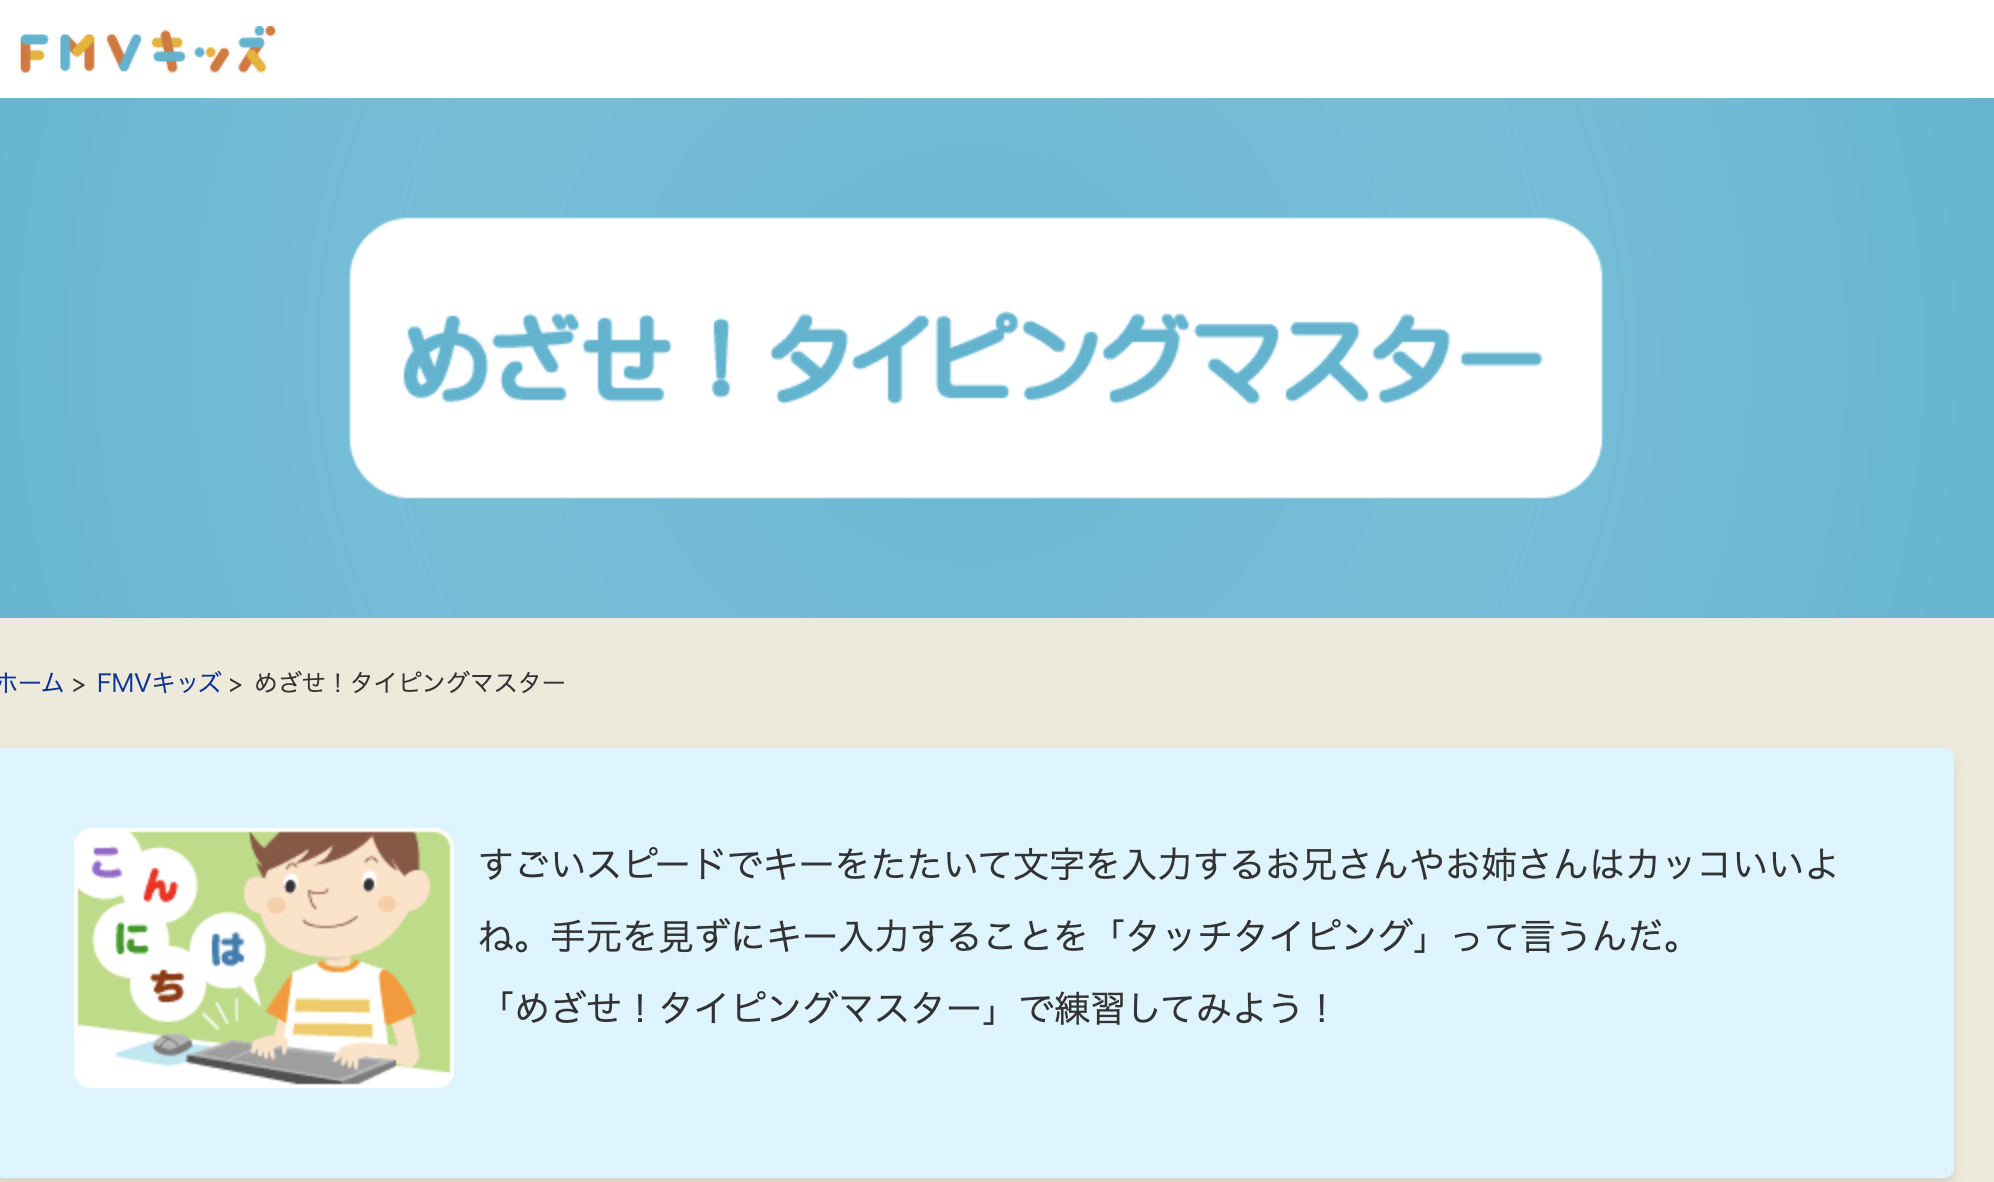 FMVキッズ
めざせ！タイピングマスター
ホーム > FMVキッズ > めざせ！タイピングマスター
こんにちは
すごいスピードでキーをたたいて文字を入力するお兄さんやお姉さんはカッコいいよ
ね。手元を見ずにキー入力することを「タッチタイピング」って言うんだ。
「めざせ！タイピングマスター」で練習してみよう！